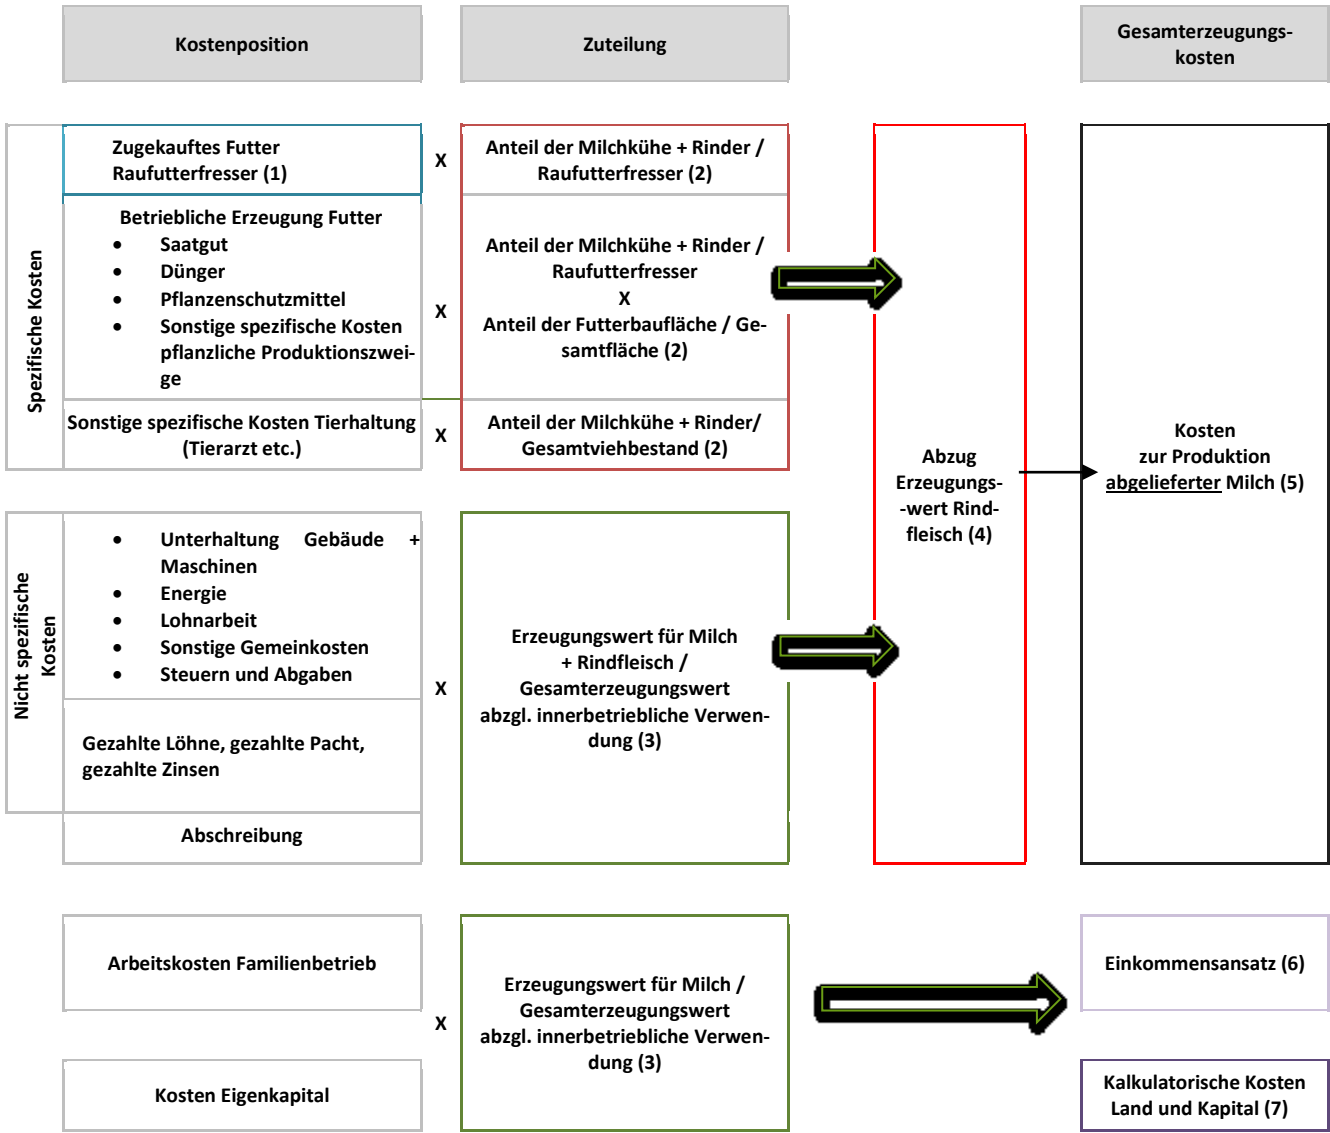 Kostenposition
Zuteilung
Gesamterzeugungs-
kosten
Spezifische Kosten
Zugekauftes Futter
Raufutterfresser (1)
X
Anteil der Milchkühe + Rinder /
Raufutterfresser (2)
Betriebliche Erzeugung Futter
• Saatgut
• Dünger
• Pflanzenschutzmittel
• Sonstige spezifische Kosten
pflanzliche Produktionszwei-
ge
X
Anteil der Milchkühe + Rinder /
Raufutterfresser
X
Anteil der Futterbaufläche / Ge-
samtfläche (2)
Sonstige spezifische Kosten Tierhaltung
(Tierarzt etc.)
X
Anteil der Milchkühe + Rinder/
Gesamtviehbestand (2)
Abzug
Erzeugungs-
-wert Rind-
fleisch (4)
Kosten
zur Produktion
abgelieferter Milch (5)
Nicht spezifische
Kosten
• Unterhaltung Gebäude +
Maschinen
• Energie
• Lohnarbeit
• Sonstige Gemeinkosten
• Steuern und Abgaben
Gezahlte Löhne, gezahlte Pacht,
gezahlte Zinsen
Abschreibung
X
Erzeugungswert für Milch
+ Rindfleisch /
Gesamterzeugungswert
abzgl. innerbetriebliche Verwen-
dung (3)
Arbeitskosten Familienbetrieb
Kosten Eigenkapital
X
Erzeugungswert für Milch /
Gesamterzeugungswert
abzgl. innerbetriebliche Verwen-
dung (3)
Einkommensansatz (6)
Kalkulatorische Kosten
Land und Kapital (7)